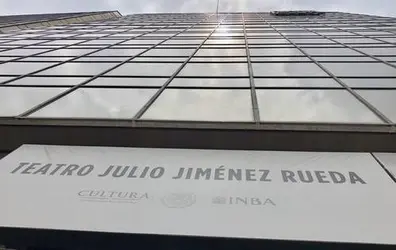 TEATRO JULIO JIMÉNEZ RUEDA
CULTURA INBA